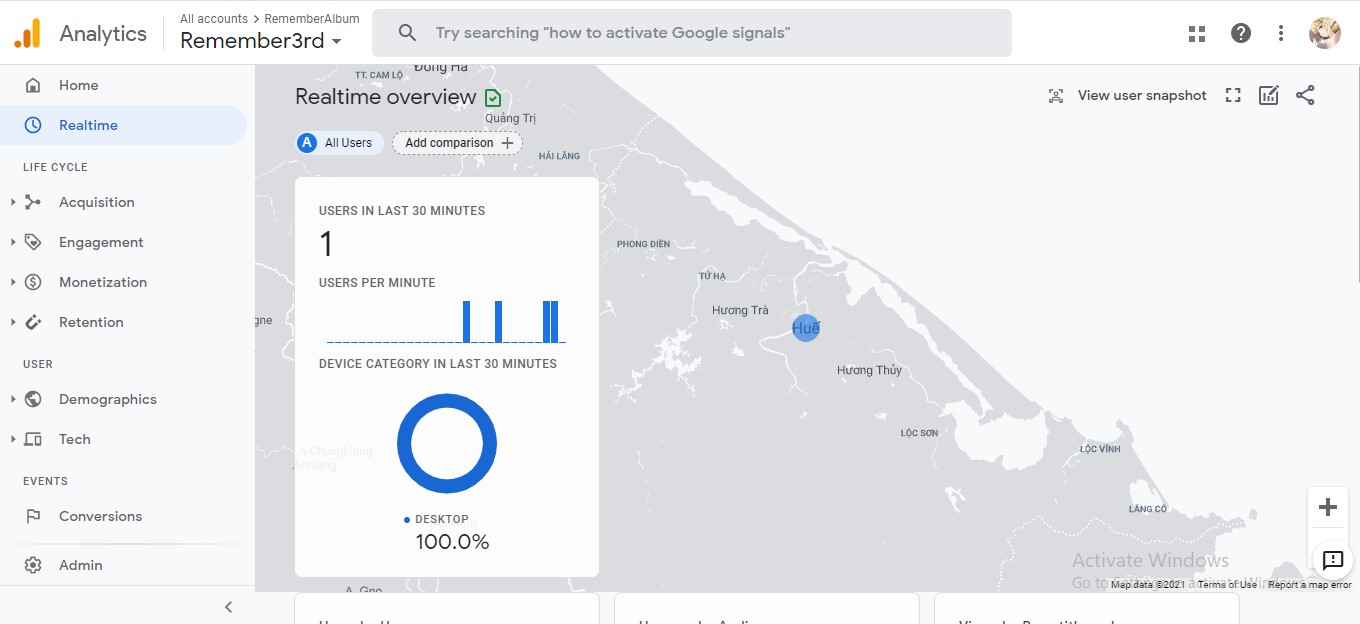 Analytics
All accounts > RememberAlbum
Remember3rd
Try searching "how to activate Google signals"
Home
Realtime
LIFE CYCLE
Acquisition
Engagement
Monetization
Retention
USER
Demographics
Tech
EVENTS
Conversions
Admin
TT. CAM LỘ
Đông Hà
Realtime overview
View user snapshot
Quảng Trị
A All Users
Add comparison
HẢI LĂNG
USERS IN LAST 30 MINUTES
1
USERS PER MINUTE
DEVICE CATEGORY IN LAST 30 MINUTES
DESKTOP
100.0%
PHONG ĐIỀN
TỨ HẠ
Hương Trà
Huế
gne
Hương Thủy
LỘC SƠN
LỘC VĨNH
LĂNG CÔ
A Chungklung
Achiang
Activate Windows
Go to Settings to activate Windows.
Map data ©2021
Terms of Use
Report a map error